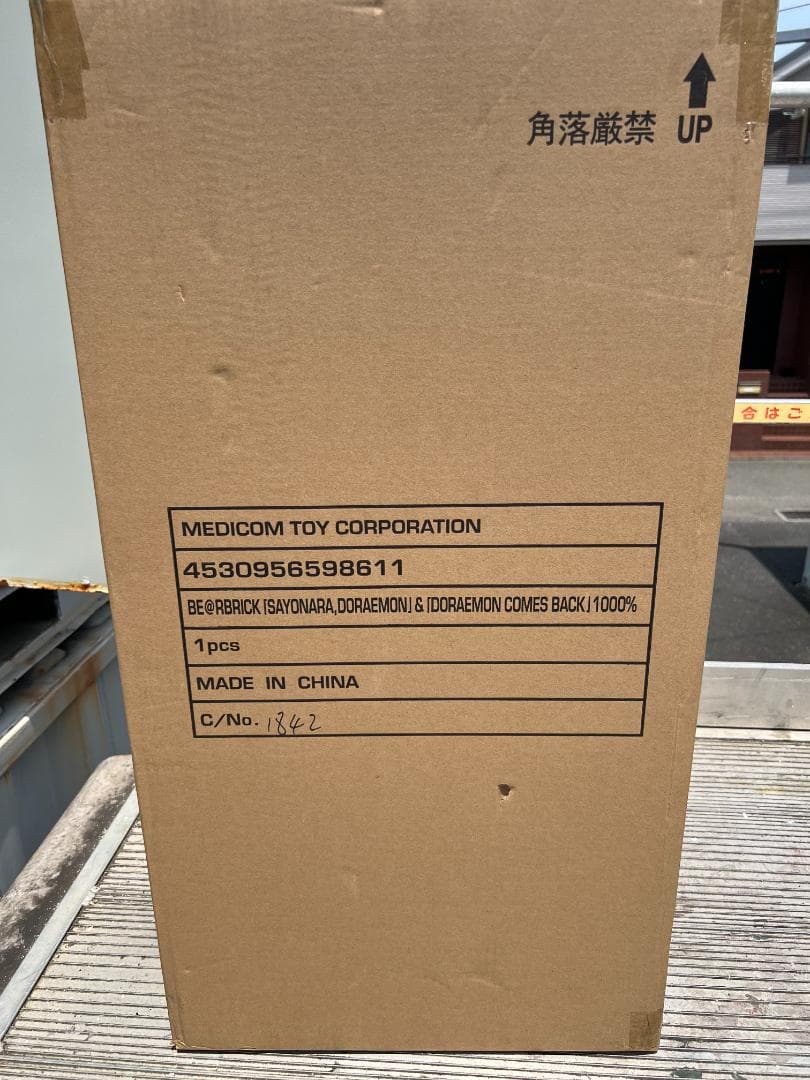 角落厳禁 UP
合はご
MEDICOM TOY CORPORATION
4530956598611
BE@RBRICK「SAYONARA,DORAEMON」&「DORAEMON COMES BACK」1000%
1pcs
MADE IN CHINA
C/No. 1842